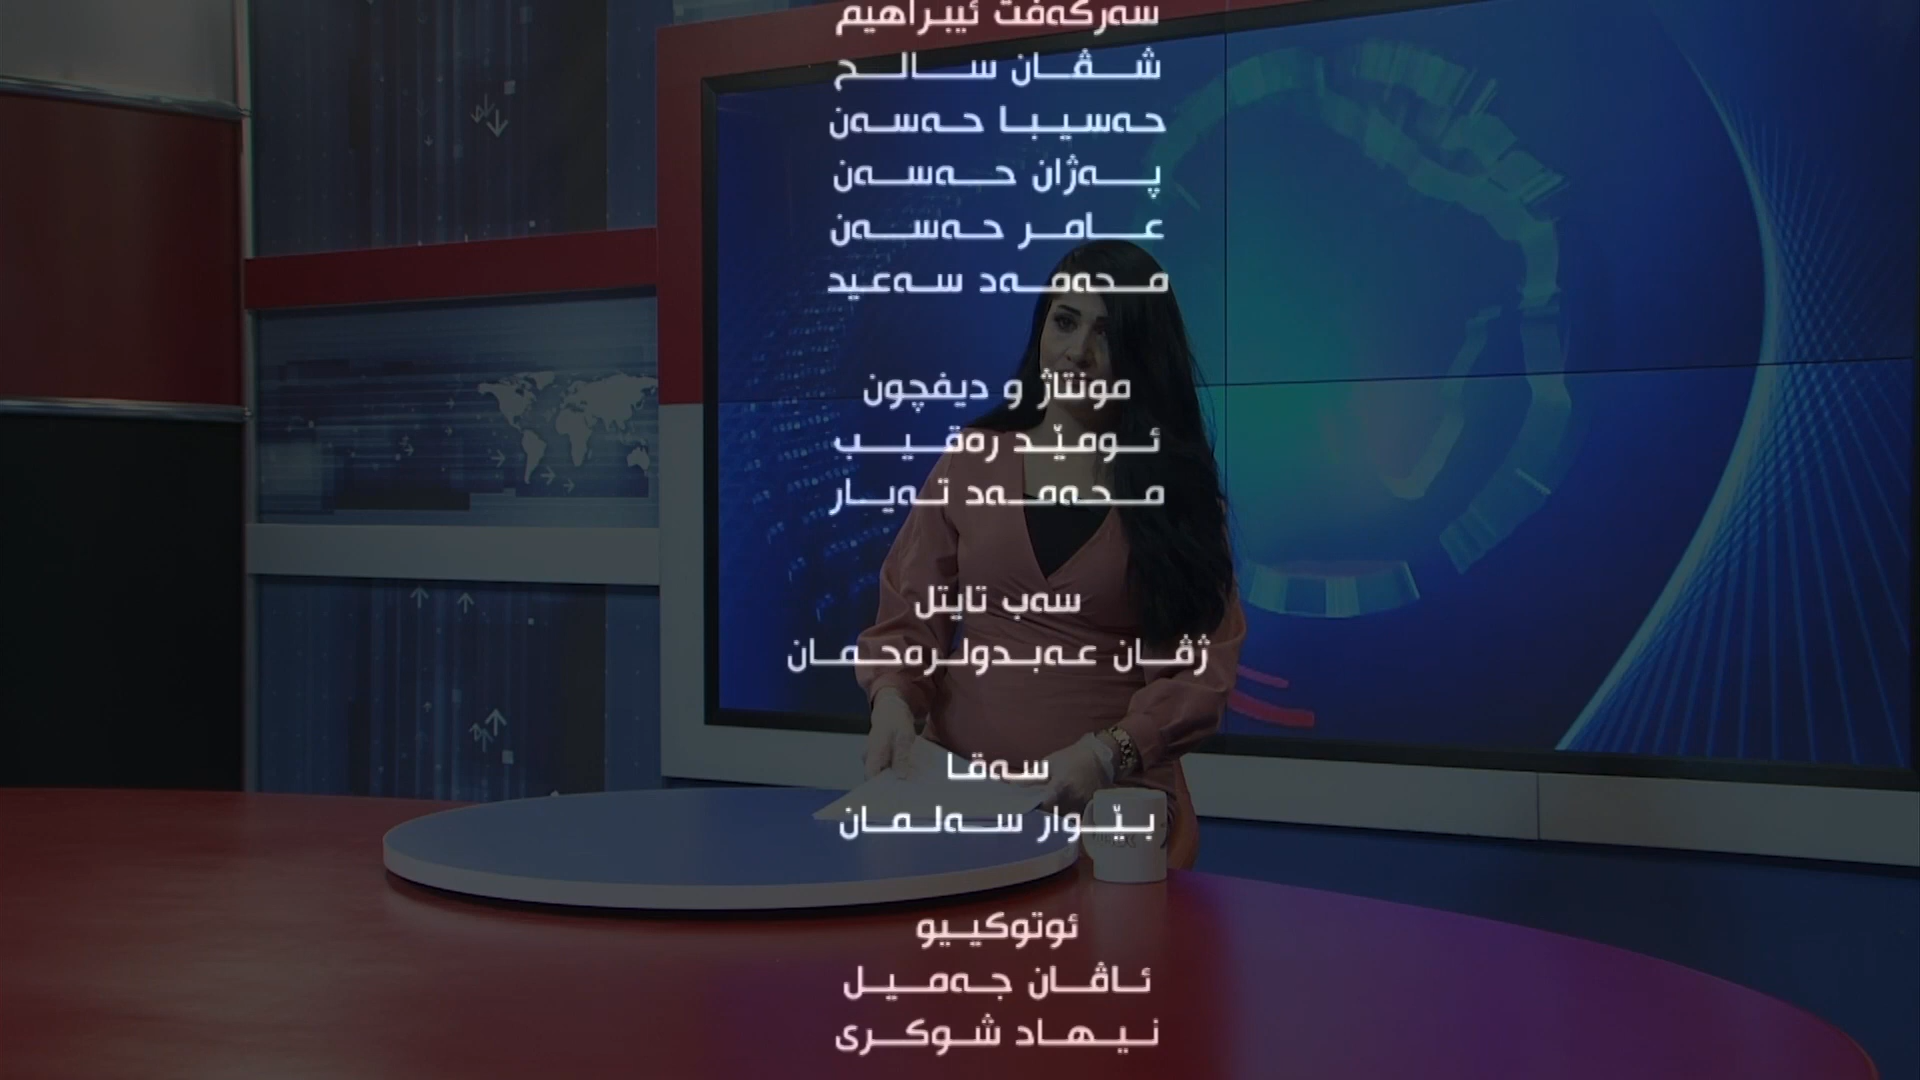 سەرکەفت ئیبراهیم
شڤان سالح
حەسیبا حەسەن
پەژان حەسەن
عامر حەسەن
محەمەد سەعید
مونتاژ و دیفچون
ئومێد رەقیب
محەمەد تەیار
سەب تایتل
ژڤان عەبدولرەحمان
سەقا
بێوار سەلمان
ئوتوکییو
ئاڤان جەمیل
نیهاد شوکری